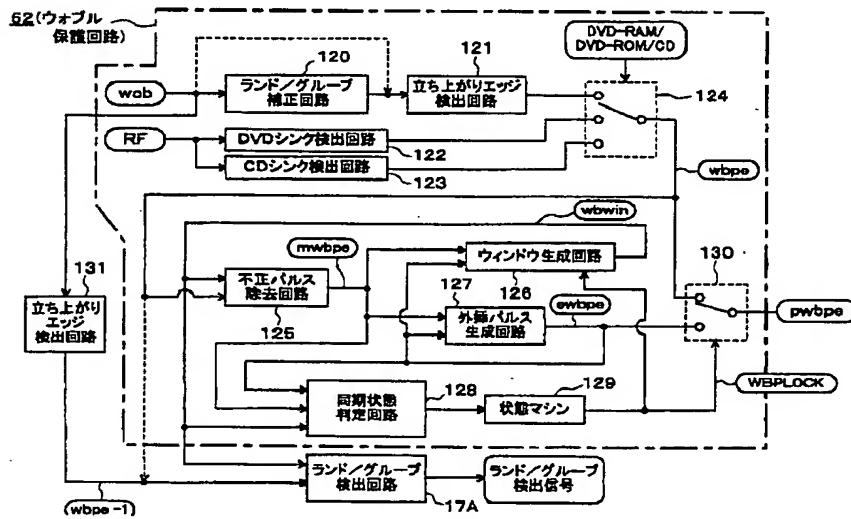 62(ウォブル
保護回路)
DVD-RAM/
DVD-ROM/CD
120
121
wob
ランド/グルーブ
補正回路
立ち上がりエッジ
検出回路
124
RF
DVDシンク検出回路
122
CDシンク検出回路
123
wbpe
wbwin
mwbpe
131
立ち上がり
エッジ
検出回路
不正パルス
除去回路
125
ウィンドウ生成回路
126
127
外挿パルス
生成回路
ewbpe
130
pwbpe
同期状態
判定回路
128
129
状態マシン
WBPLOCK
wbpe-1
ランド/グルーブ
検出回路
17A
ランド/グルーブ
検出信号